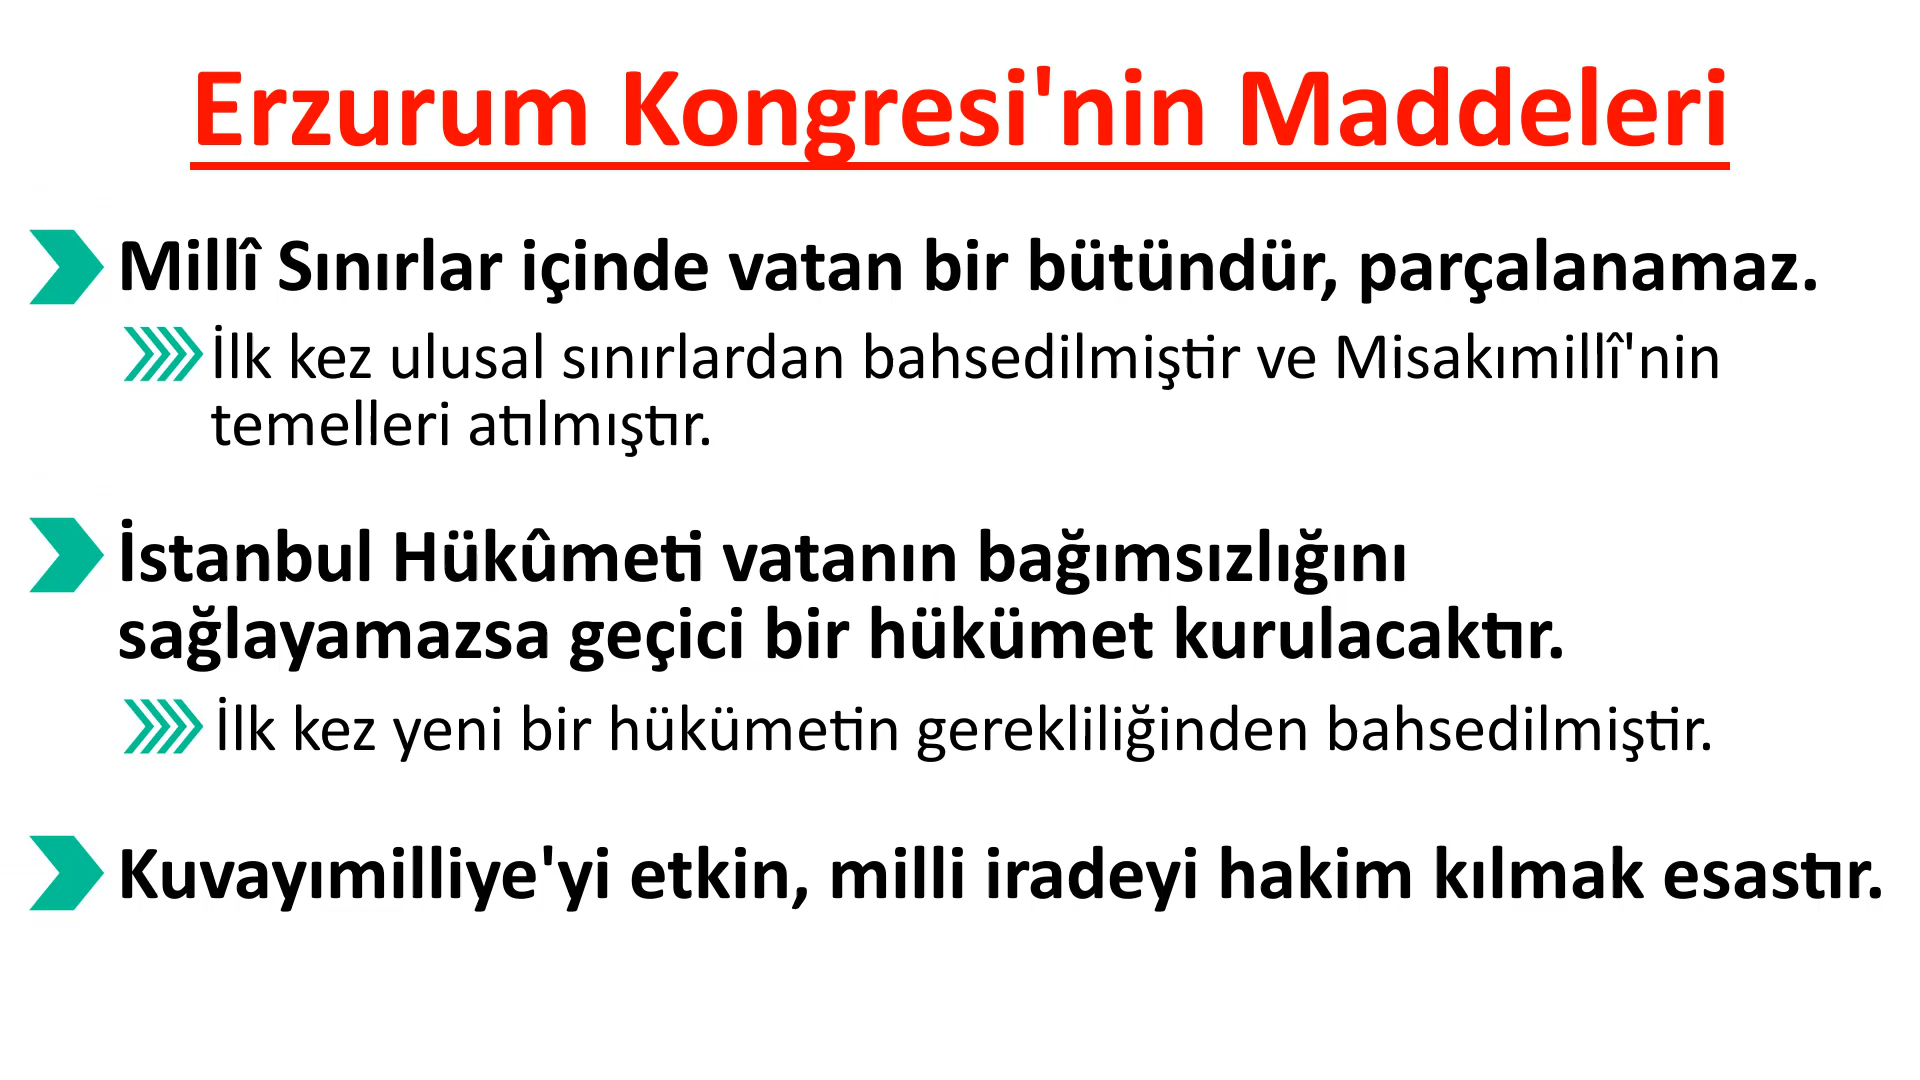 Erzurum Kongresi'nin Maddeleri
Millî Sınırlar içinde vatan bir bütündür, parçalanamaz.
İlk kez ulusal sınırlardan bahsedilmiştir ve Misakımillî'nin
temelleri atılmıştır.
İstanbul Hükûmeti vatanın bağımsızlığını
sağlayamazsa geçici bir hükümet kurulacaktır.
İlk kez yeni bir hükümetin gerekliliğinden bahsedilmiştir.
Kuvayımilliye'yi etkin, milli iradeyi hakim kılmak esastır.